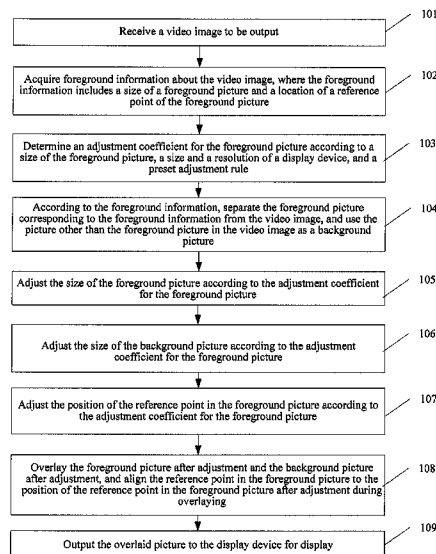 101
Receive a video image to be output
102
Acquire foreground information about the video image, where the foreground
information includes a size of a foreground picture and a location of a reference
point of the foreground picture
103
Determine an adjustment coefficient for the foreground picture according to a
size of the foreground picture, a size and a resolution of a display device, and a
preset adjustment rule
104
According to the foreground information, separate the foreground picture
corresponding to the foreground information from the video image, and use the
picture other than the foreground picture in the video image as a background
picture
105
Adjust the size of the foreground picture according to the adjustment coefficient
for the foreground picture
106
Adjust the size of the background picture according to the adjustment
coefficient for the foreground picture
107
Adjust the position of the reference point in the foreground picture according to
the adjustment coefficient for the foreground picture
108
Overlay the foreground picture after adjustment and the background picture
after adjustment, and align the reference point in the foreground picture to the
position of the reference point in the foreground picture after adjustment during
overlaying
109
Output the overlaid picture to the display device for display